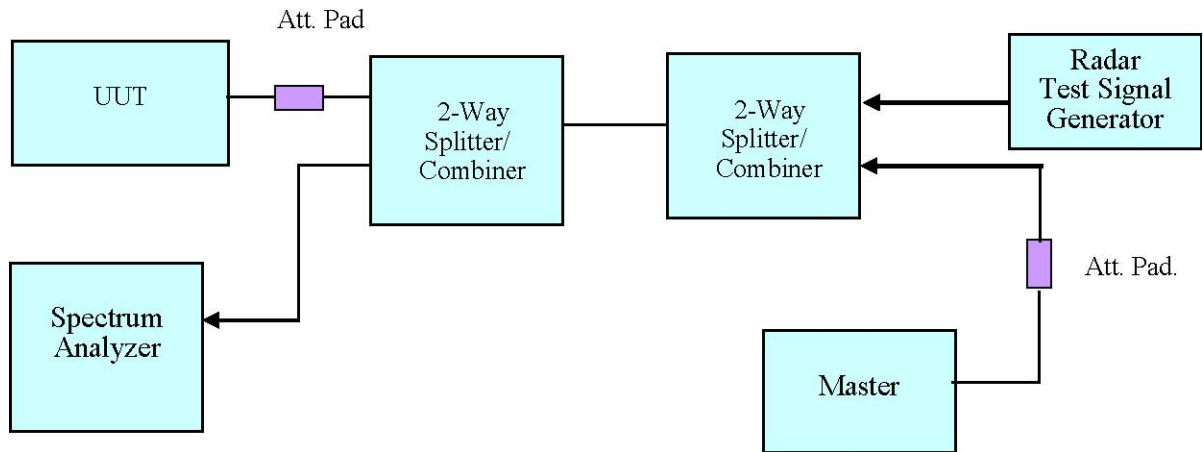 Att. Pad
UUT
2-Way
Splitter/
Combiner
2-Way
Splitter/
Combiner
Radar
Test Signal
Generator
Att. Pad.
Spectrum
Analyzer
Master